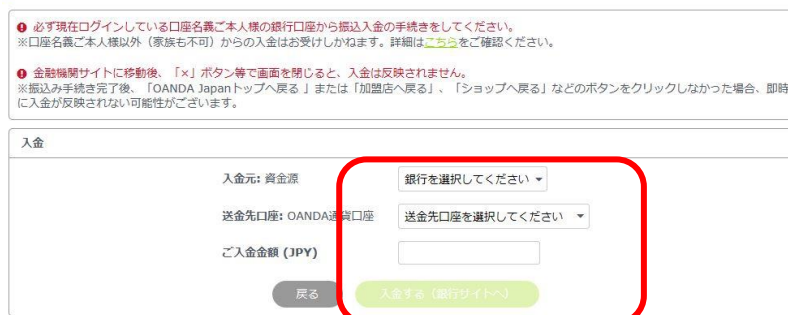 必ず現在ログインしている口座名義ご本人様の銀行口座から振込入金の手続きをしてください。
※口座名義ご本人様以外（家族も不可）からの入金はお受けしかねます。詳細はこちらをご確認ください。
金融機関サイトに移動後、「×」ボタン等で画面を閉じると、入金は反映されません。
※振込み手続き完了後、「OANDA Japanトップへ戻る 」または「加盟店へ戻る」、「ショップへ戻る」などのボタンをクリックしなかった場合、即時
に入金が反映されない可能性がございます。
入金
入金元: 資金源 銀行を選択してください
送金先口座: OANDA通貨口座 送金先口座を選択してください
ご入金金額 (JPY)
戻る 入金する（銀行サイトへ）